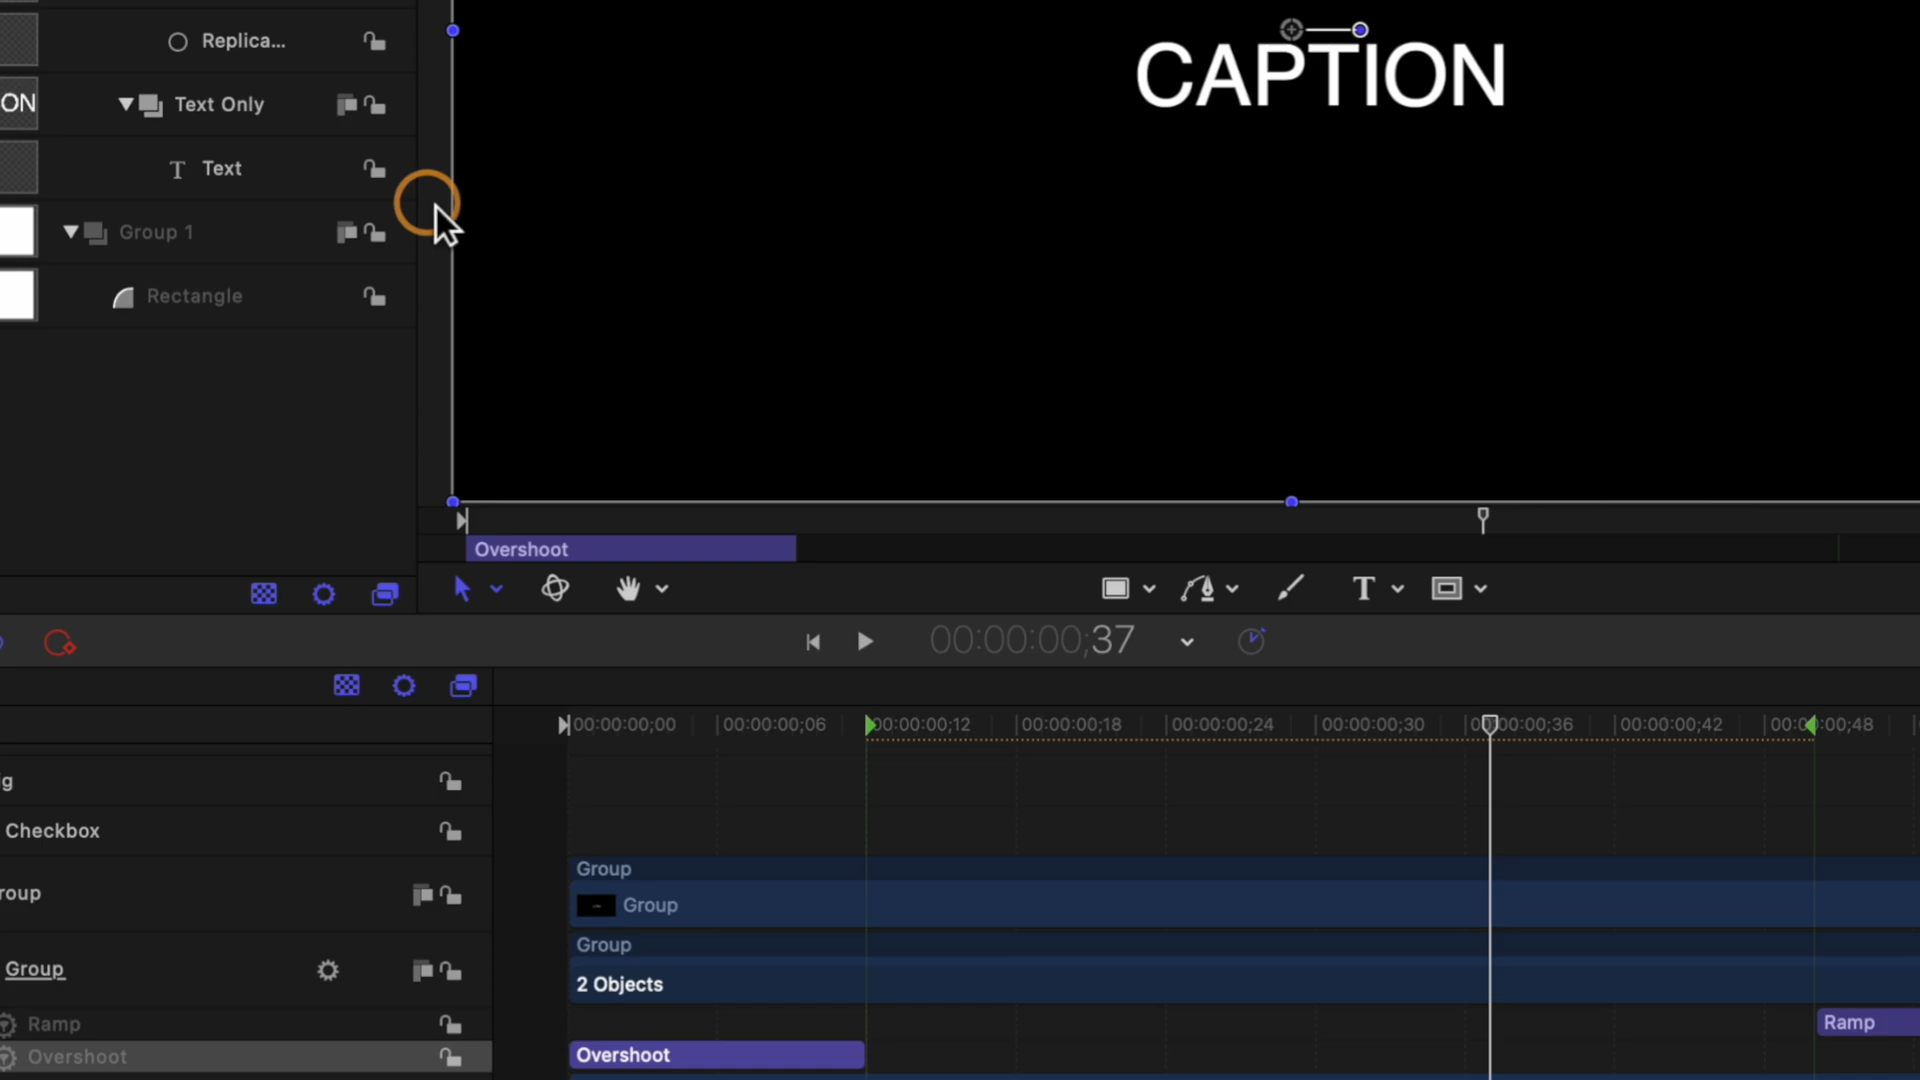 Replica...
CAPTION
ON
Text Only
T Text
Group 1
Rectangle
Overshoot
T
00:00:00;37
00:00:00;00
00:00:00;06
00:00:00;12
00:00:00;18
00:00:00;24
00:00:00;30
00:00:00;36
00:00:00;42
00:00:00;48
g
Checkbox
Group
roup
Group
Group
Group
2 Objects
Ramp
Ramp
Overshoot
Overshoot